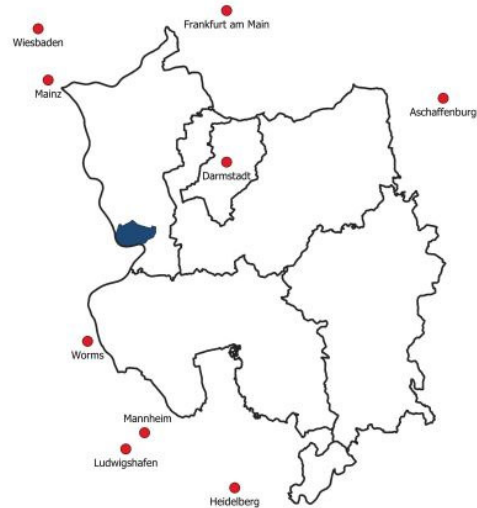 Frankfurt am Main
Wiesbaden
Mainz
Aschaffenburg
Darmstadt
Worms
Mannheim
Ludwigshafen
Heidelberg